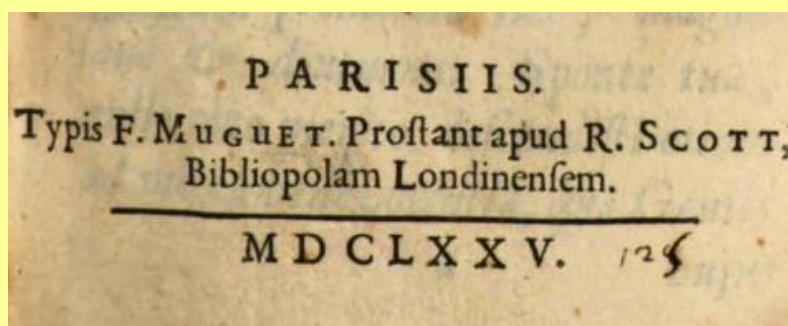 PARISIIS.
Typis F. MUGUET. Proſtant apud R. SCOTT,
Bibliopolam Londinenſem.
MDCLXXV. 125